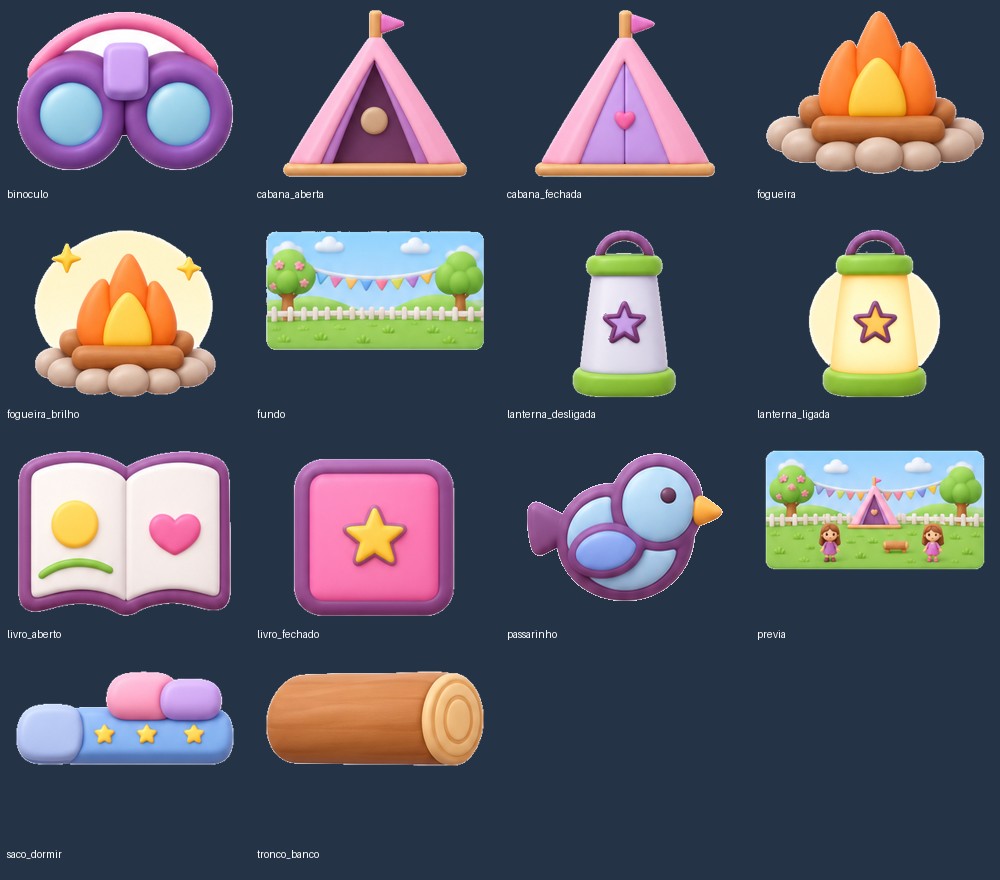 binoculo
cabana_aberta
cabana_fechada
fogueira
fogueira_brilho
fundo
lanterna_desligada
lanterna_ligada
livro_aberto
livro_fechado
passarinho
previa
saco_dormir
tronco_banco